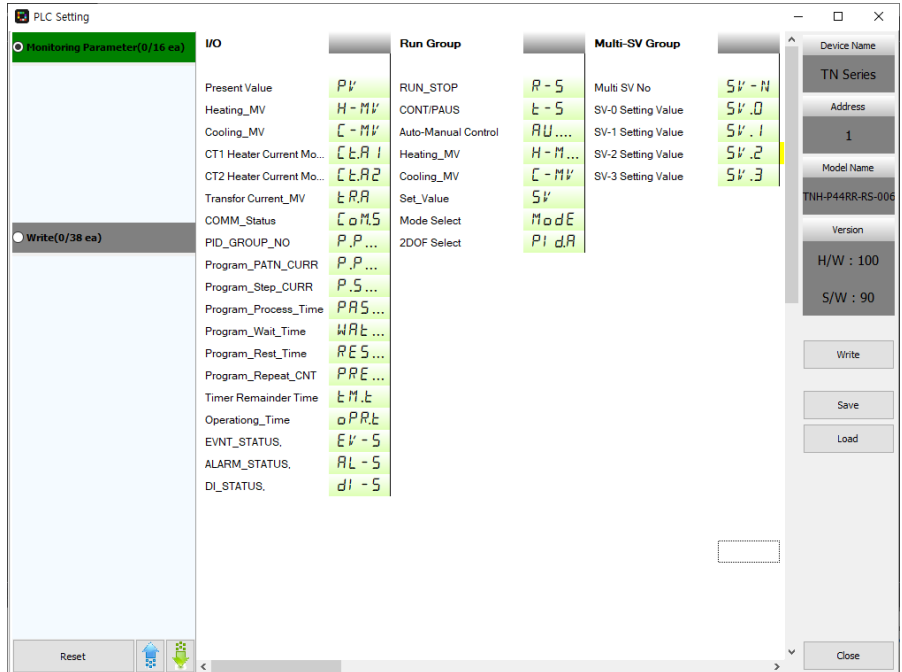 PLC Setting
Monitoring Parameter(0/16 ea)
Write(0/38 ea)
Reset
I/O
Present Value PV
Heating_MV H-MV
Cooling_MV C-MV
CT1 Heater Current Mo... Ct.A1
CT2 Heater Current Mo... Ct.A2
Transfor Current_MV tR.A
COMM_Status CoM.S
PID_GROUP_NO P.P...
Program_PATN_CURR P.P...
Program_Step_CURR P.S...
Program_Process_Time PAS...
Program_Wait_Time WAt...
Program_Rest_Time RES...
Program_Repeat_CNT PRE...
Timer Remainder Time tM.t
Operationg_Time oPR.t
EVNT_STATUS, EV-S
ALARM_STATUS, AL-S
DI_STATUS, dI-S
Run Group
RUN_STOP R-S
CONT/PAUS t-S
Auto-Manual Control AU....
Heating_MV H-M...
Cooling_MV C-MV
Set_Value SV
Mode Select ModE
2DOF Select PId.A
Multi-SV Group
Multi SV No SV-N
SV-0 Setting Value SV.0
SV-1 Setting Value SV.1
SV-2 Setting Value SV.2
SV-3 Setting Value SV.3
Device Name
TN Series
Address
1
Model Name
TNH-P44RR-RS-006
Version
H/W : 100
S/W : 90
Write
Save
Load
Close